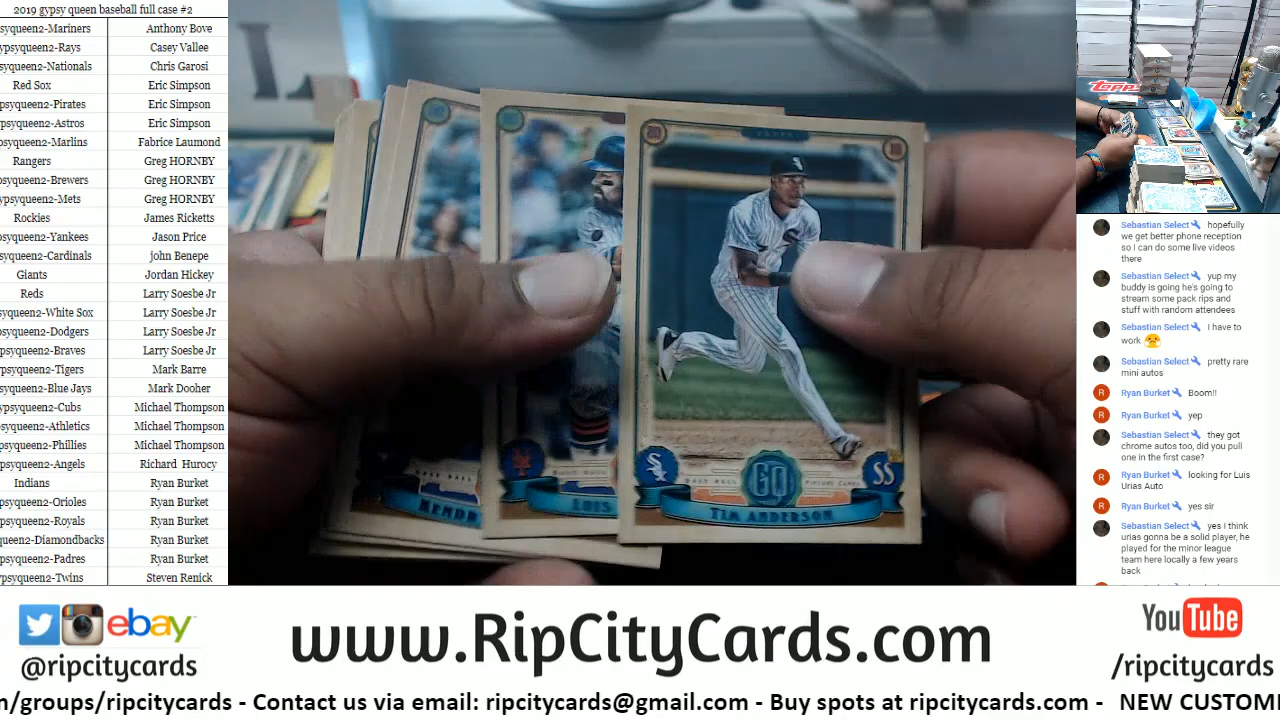 2019 gypsy queen baseball full case #2
syqueen2-Mariners Anthony Bove
ypsyqueen2-Rays Casey Vallee
syqueen2-Nationals Chris Garosi
Red Sox Eric Simpson
psyqueen2-Pirates Eric Simpson
psyqueen2-Astros Eric Simpson
psyqueen2-Marlins Fabrice Laumond
Rangers Greg HORNBY
psyqueen2-Brewers Greg HORNBY
psyqueen2-Mets Greg HORNBY
Rockies James Ricketts
psyqueen2-Yankees Jason Price
syqueen2-Cardinals john Benepe
Giants Jordan Hickey
Reds Larry Soesbe Jr
syqueen2-White Sox Larry Soesbe Jr
psyqueen2-Dodgers Larry Soesbe Jr
psyqueen2-Braves Larry Soesbe Jr
ypsyqueen2-Tigers Mark Barre
syqueen2-Blue Jays Mark Dooher
ypsyqueen2-Cubs Michael Thompson
psyqueen2-Athletics Michael Thompson
psyqueen2-Phillies Michael Thompson
psyqueen2-Angels Richard Hurocy
Indians Ryan Burket
psyqueen2-Orioles Ryan Burket
psyqueen2-Royals Ryan Burket
queen2-Diamondbacks Ryan Burket
psyqueen2-Padres Ryan Burket
ypsyqueen2-Twins Steven Renick
SS
GQ
BASE BALL PICTURE CARDS
TIM ANDERSON
LUIS
KENDR
Topps
Sebastian Select hopefully
we get better phone reception
so I can do some live videos
there
Sebastian Select yup my
buddy is going he's going to
stream some pack rips and
stuff with random attendees
Sebastian Select I have to
work 😤
Sebastian Select pretty rare
mini autos
R Ryan Burket Boom!!
R Ryan Burket yep
Sebastian Select they got
chrome autos too, did you pull
one in the first case?
R Ryan Burket looking for Luis
Urias Auto
R Ryan Burket yes sir
Sebastian Select yes I think
urias gonna be a solid player, he
played for the minor league
team here locally a few years
back
ebay
@ripcitycards
www.RipCityCards.com
YouTube
/ripcitycards
n/groups/ripcitycards - Contact us via email: ripcitycards@gmail.com - Buy spots at ripcitycards.com - NEW CUSTOMI